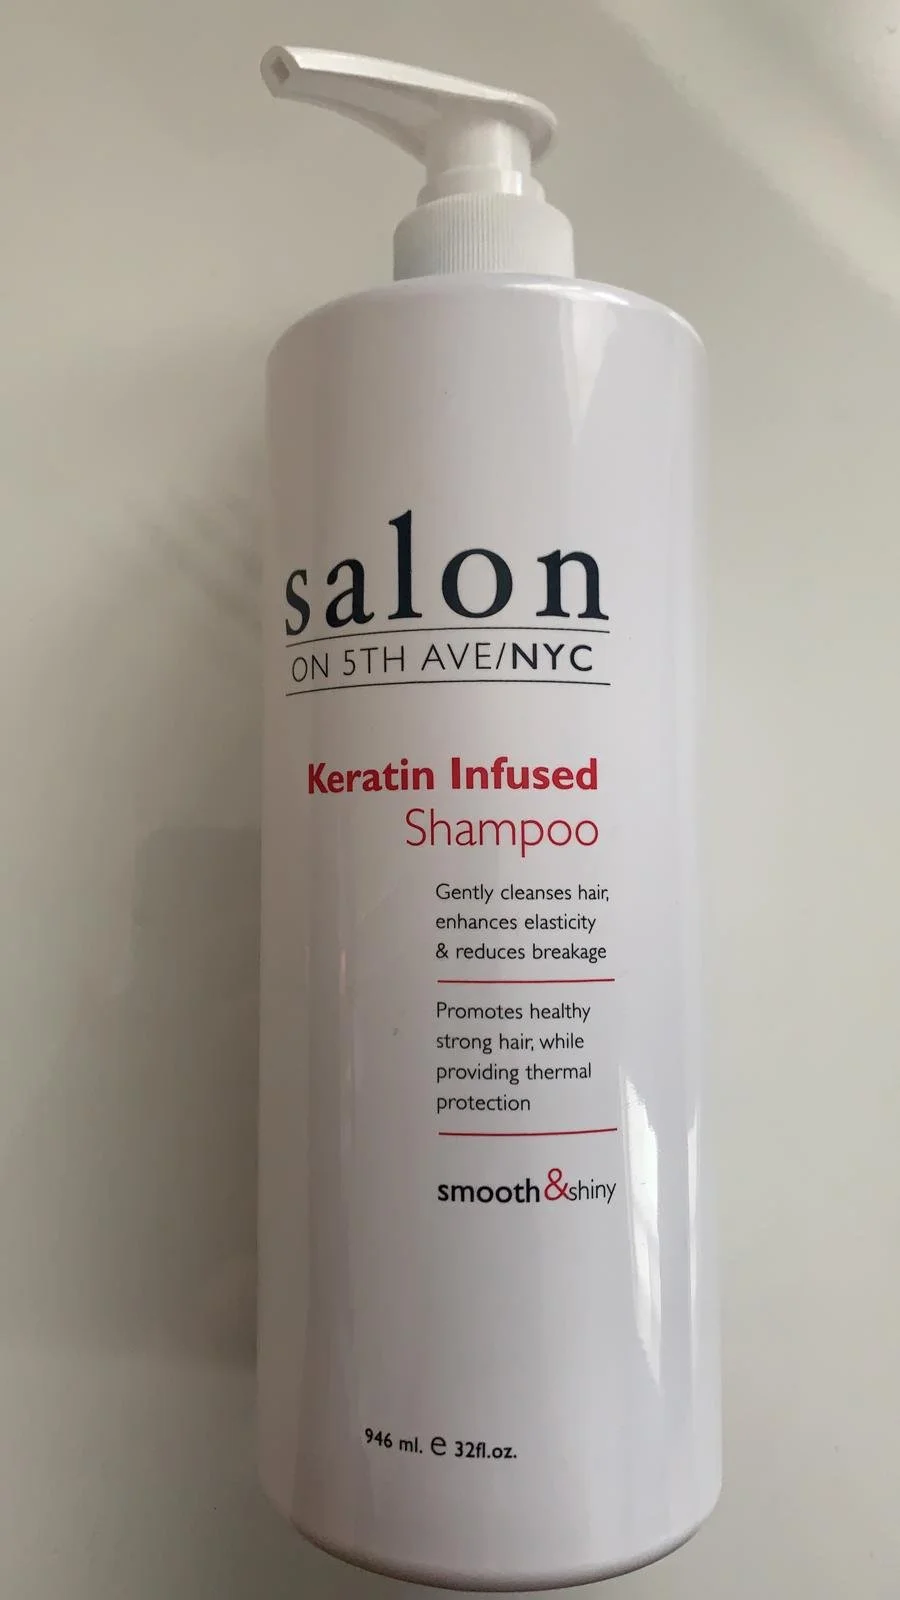 salon
ON 5TH AVE/NYC
Keratin Infused
Shampoo
Gently cleanses hair,
enhances elasticity
& reduces breakage
Promotes healthy
strong hair, while
providing thermal
protection
smooth&shiny
946 ml. e 32fl.oz.